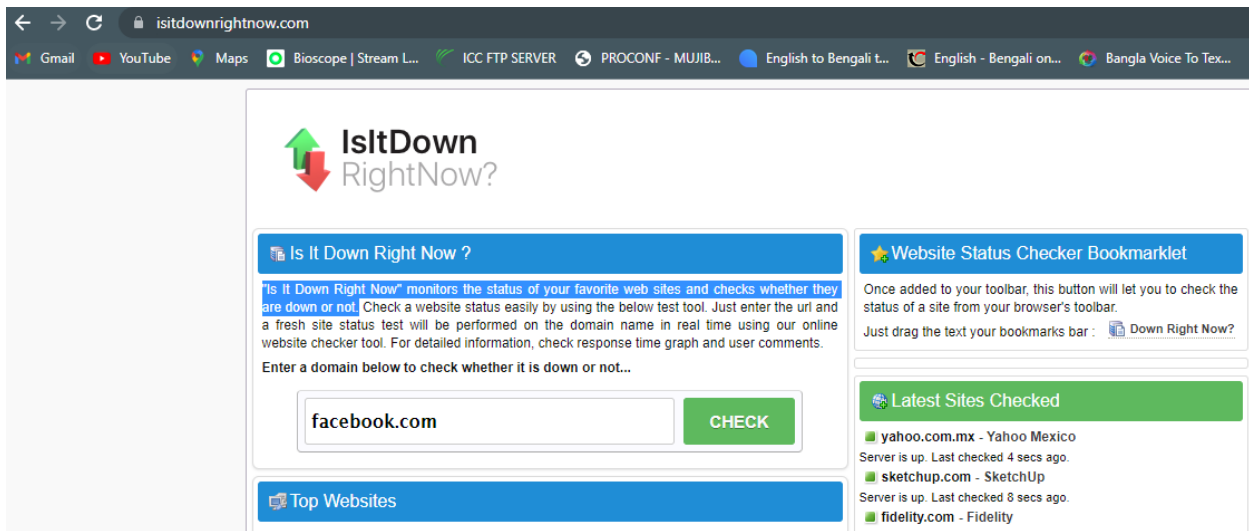 isitdownrightnow.com
Gmail YouTube Maps Bioscope | Stream L... ICC FTP SERVER PROCONF - MUJIB... English to Bengali t... English - Bengali on... Bangla Voice To Tex...
IsItDown
RightNow?
Is It Down Right Now ?
"Is It Down Right Now" monitors the status of your favorite web sites and checks whether they
are down or not. Check a website status easily by using the below test tool. Just enter the url and
a fresh site status test will be performed on the domain name in real time using our online
website checker tool. For detailed information, check response time graph and user comments.
Enter a domain below to check whether it is down or not...
facebook.com CHECK
Top Websites
Website Status Checker Bookmarklet
Once added to your toolbar, this button will let you to check the
status of a site from your browser's toolbar.
Just drag the text your bookmarks bar : Down Right Now?
Latest Sites Checked
yahoo.com.mx - Yahoo Mexico
Server is up. Last checked 4 secs ago.
sketchup.com - SketchUp
Server is up. Last checked 8 secs ago.
fidelity.com - Fidelity